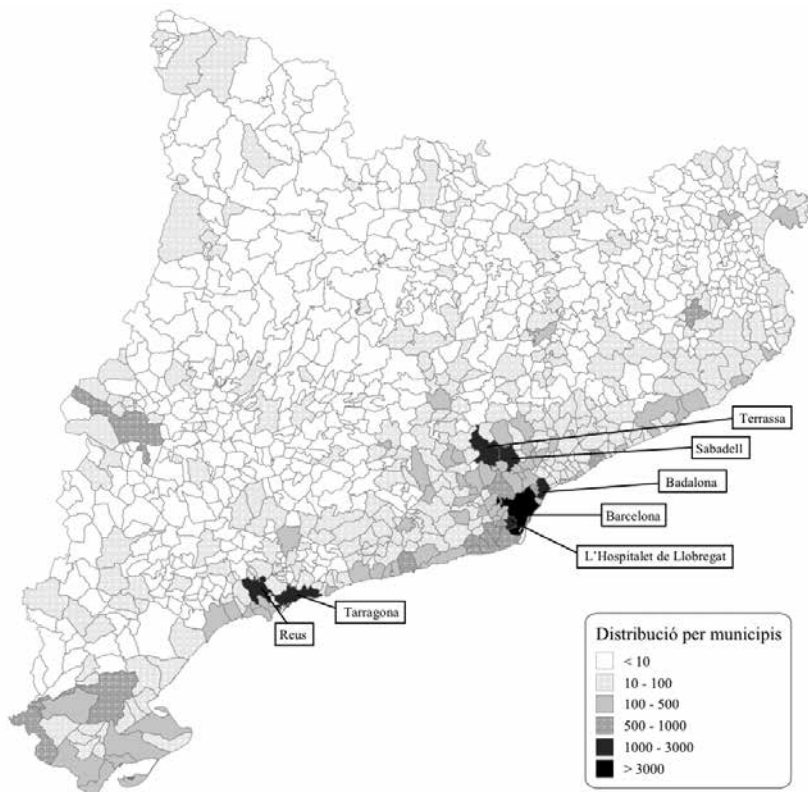 Terrassa
Sabadell
Badalona
Barcelona
L'Hospitalet de Llobregat
Tarragona
Reus
Distribució per municipis
< 10
10 - 100
100 - 500
500 - 1000
1000 - 3000
> 3000